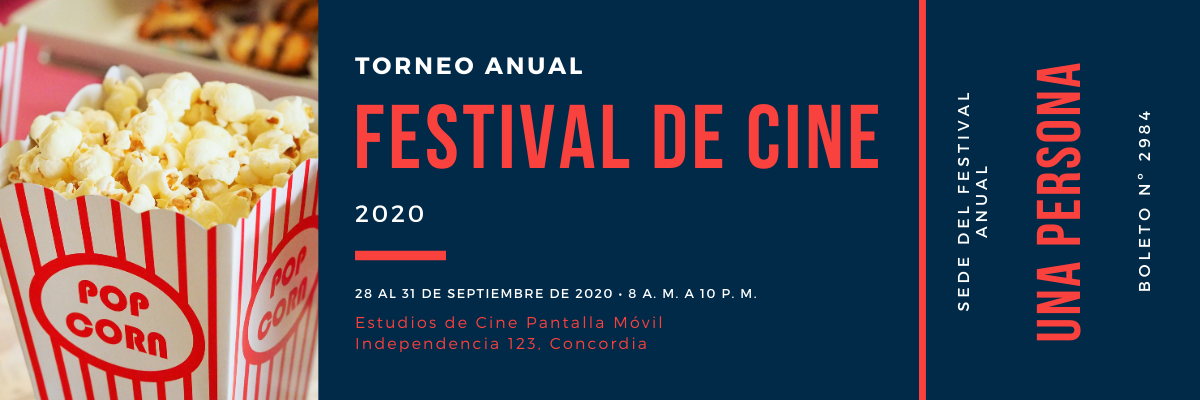 TORNEO ANUAL
FESTIVAL DE CINE
2020
28 AL 31 DE SEPTIEMBRE DE 2020 • 8 A. M. A 10 P. M.
Estudios de Cine Pantalla Móvil
Independencia 123, Concordia
SEDE DEL FESTIVAL
ANUAL
UNA PERSONA
BOLETO N° 2984
POP
CORN
POP
CORN